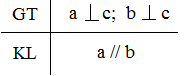 GT a ⊥ c; b ⊥ c
KL a // b